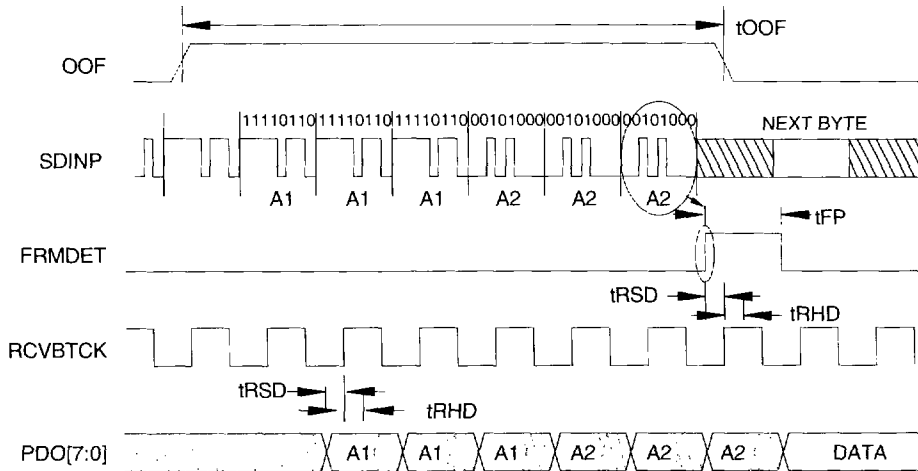 tOOF
OOF
11110110 11110110 11110110 00101000 00101000 00101000 NEXT BYTE
SDINP
A1 A1 A1 A2 A2 A2
tFP
FRMDET
tRSD
tRHD
RCVBTCK
tRSD
tRHD
PDO[7:0] A1 A1 A1 A2 A2 A2 DATA